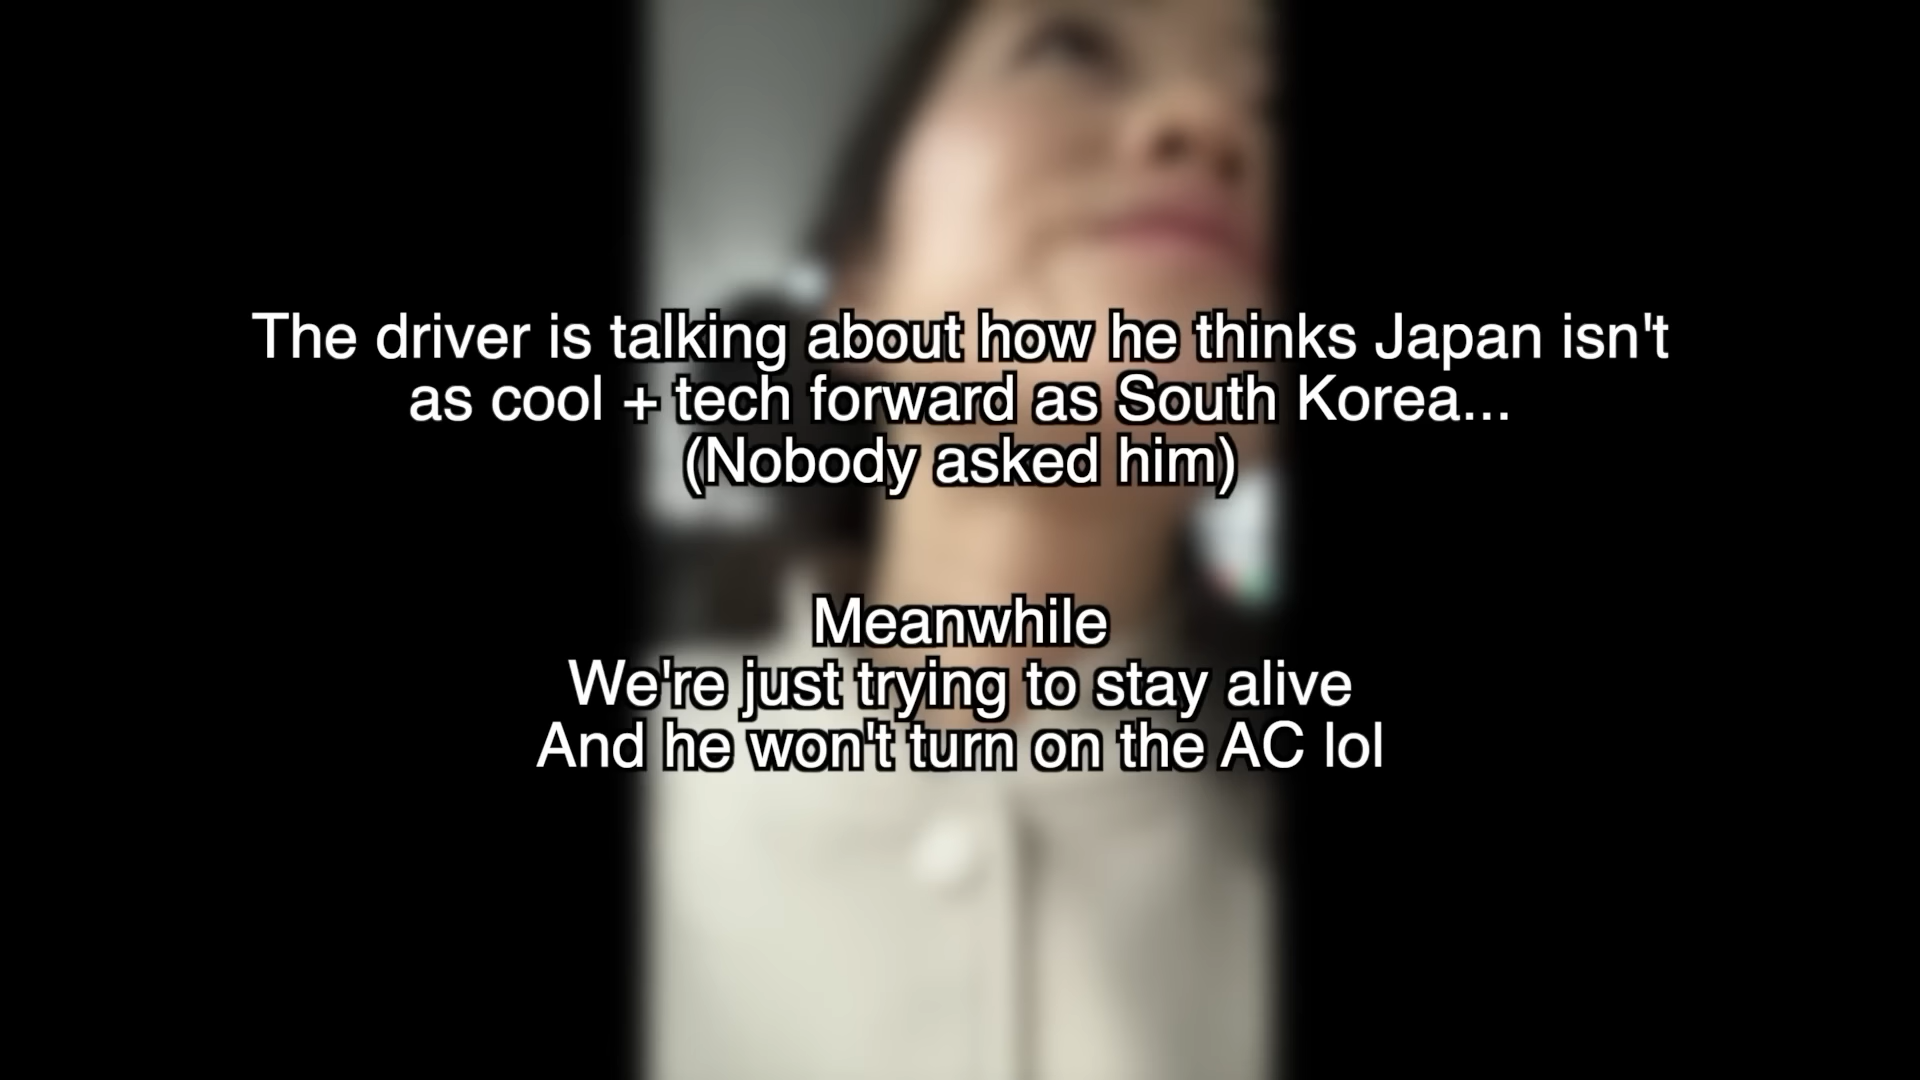 The driver is talking about how he thinks Japan isn't
as cool + tech forward as South Korea...
(Nobody asked him)
Meanwhile
We're just trying to stay alive
And he won't turn on the AC lol